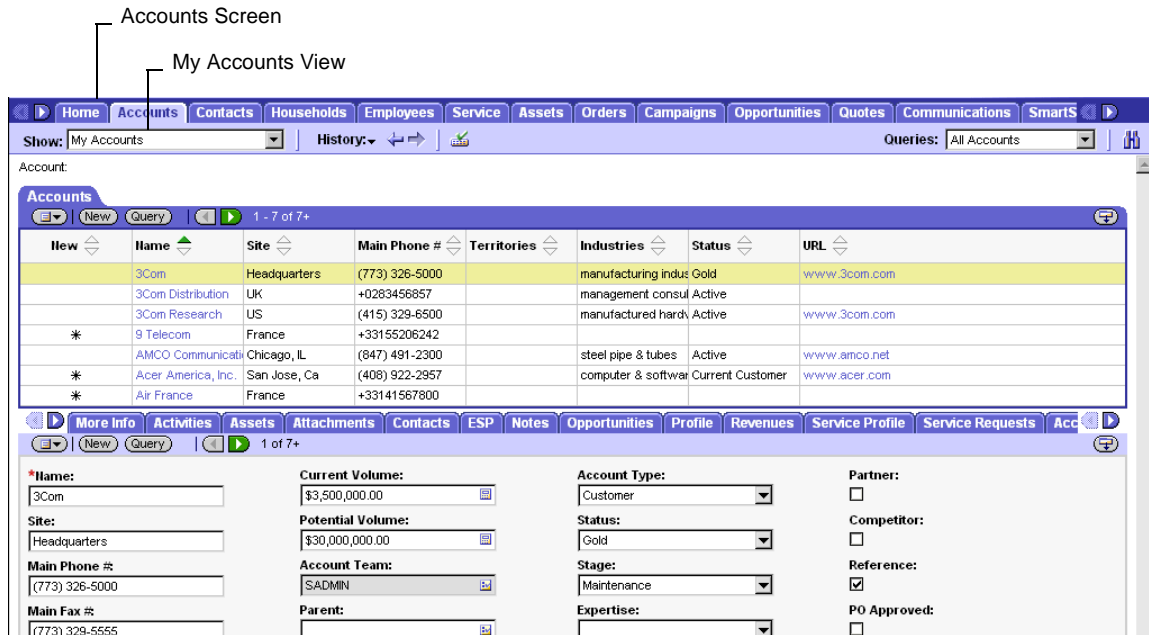 Accounts Screen
My Accounts View
Home Accounts Contacts Households Employees Service Assets Orders Campaigns Opportunities Quotes Communications SmartS
Show: My Accounts History: Queries: All Accounts
Account:
Accounts
New Query 1 - 7 of 7+
New Name Site Main Phone # Territories Industries Status URL
3Com Headquarters (773) 326-5000 manufacturing indus Gold www.3com.com
3Com Distribution UK +0283456857 management consul Active
3Com Research US (415) 329-6500 manufactured hardw Active www.3com.com
* 9 Telecom France +33155206242
AMCO Communicati Chicago, IL (847) 491-2300 steel pipe & tubes Active www.amco.net
* Acer America, Inc. San Jose, Ca (408) 922-2957 computer & softwar Current Customer www.acer.com
* Air France France +33141567800
More Info Activities Assets Attachments Contacts ESP Notes Opportunities Profile Revenues Service Profile Service Requests Acc
New Query 1 of 7+
*Name: Current Volume: Account Type: Partner:
3Com $3,500,000.00 Customer
Site: Potential Volume: Status: Competitor:
Headquarters $30,000,000.00 Gold
Main Phone #: Account Team: Stage: Reference:
(773) 326-5000 SADMIN Maintenance
Main Fax #: Parent: Expertise: PO Approved:
(773) 329-5555